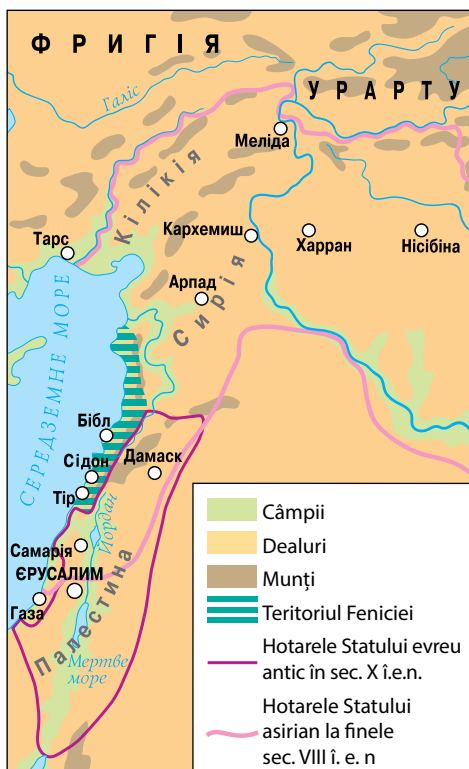 ФРИГІЯ
Галіс
УРАРТУ
Меліда
Кілікія
Тарс
Кархемиш
Харран
Нісібіна
Арпад
Сирія
СЕРЕДЗЕМНЕ МОРЕ
Бібл
Сідон
Дамаск
Тір
Йордан
Самарія
ЄРУСАЛИМ
Газа
Палестина
Мертве
море
Câmpii
Dealuri
Munți
Teritoriul Feniciei
Hotarele Statului evreu
antic în sec. X î.e.n.
Hotarele Statului
asirian la finele
sec. VIII î. e. n